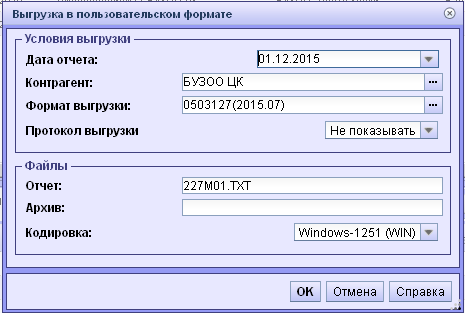 Выгрузка в пользовательском формате
Условия выгрузки
Дата отчета: 01.12.2015
Контрагент: БУЗОО ЦК ...
Формат выгрузки: 0503127(2015.07) ...
Протокол выгрузки Не показывать
Файлы
Отчет: 227M01.TXT
Архив:
Кодировка: Windows-1251 (WIN)
ОК Отмена Справка